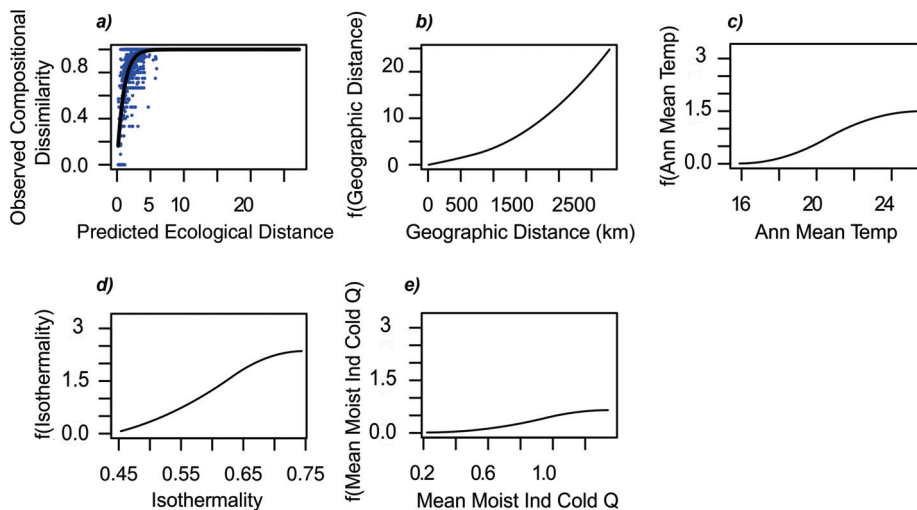 a)
Observed Compositional
Dissimilarity
0.8
0.4
0.0
0 5 20
Predicted Ecological Distance
b)
f(Geographic Distance)
20
10
0
0 500 1500 2500
Geographic Distance (km)
c)
f(Ann Mean Temp)
3
1.5
0.0
16 20 24
Ann Mean Temp
d)
f(Isothermality)
3
1.5
0.0
0.45 0.55 0.65 0.75
Isothermality
e)
f(Mean Moist Ind Cold Q)
3
1.5
0.0
0.2 0.6 1.0
Mean Moist Ind Cold Q